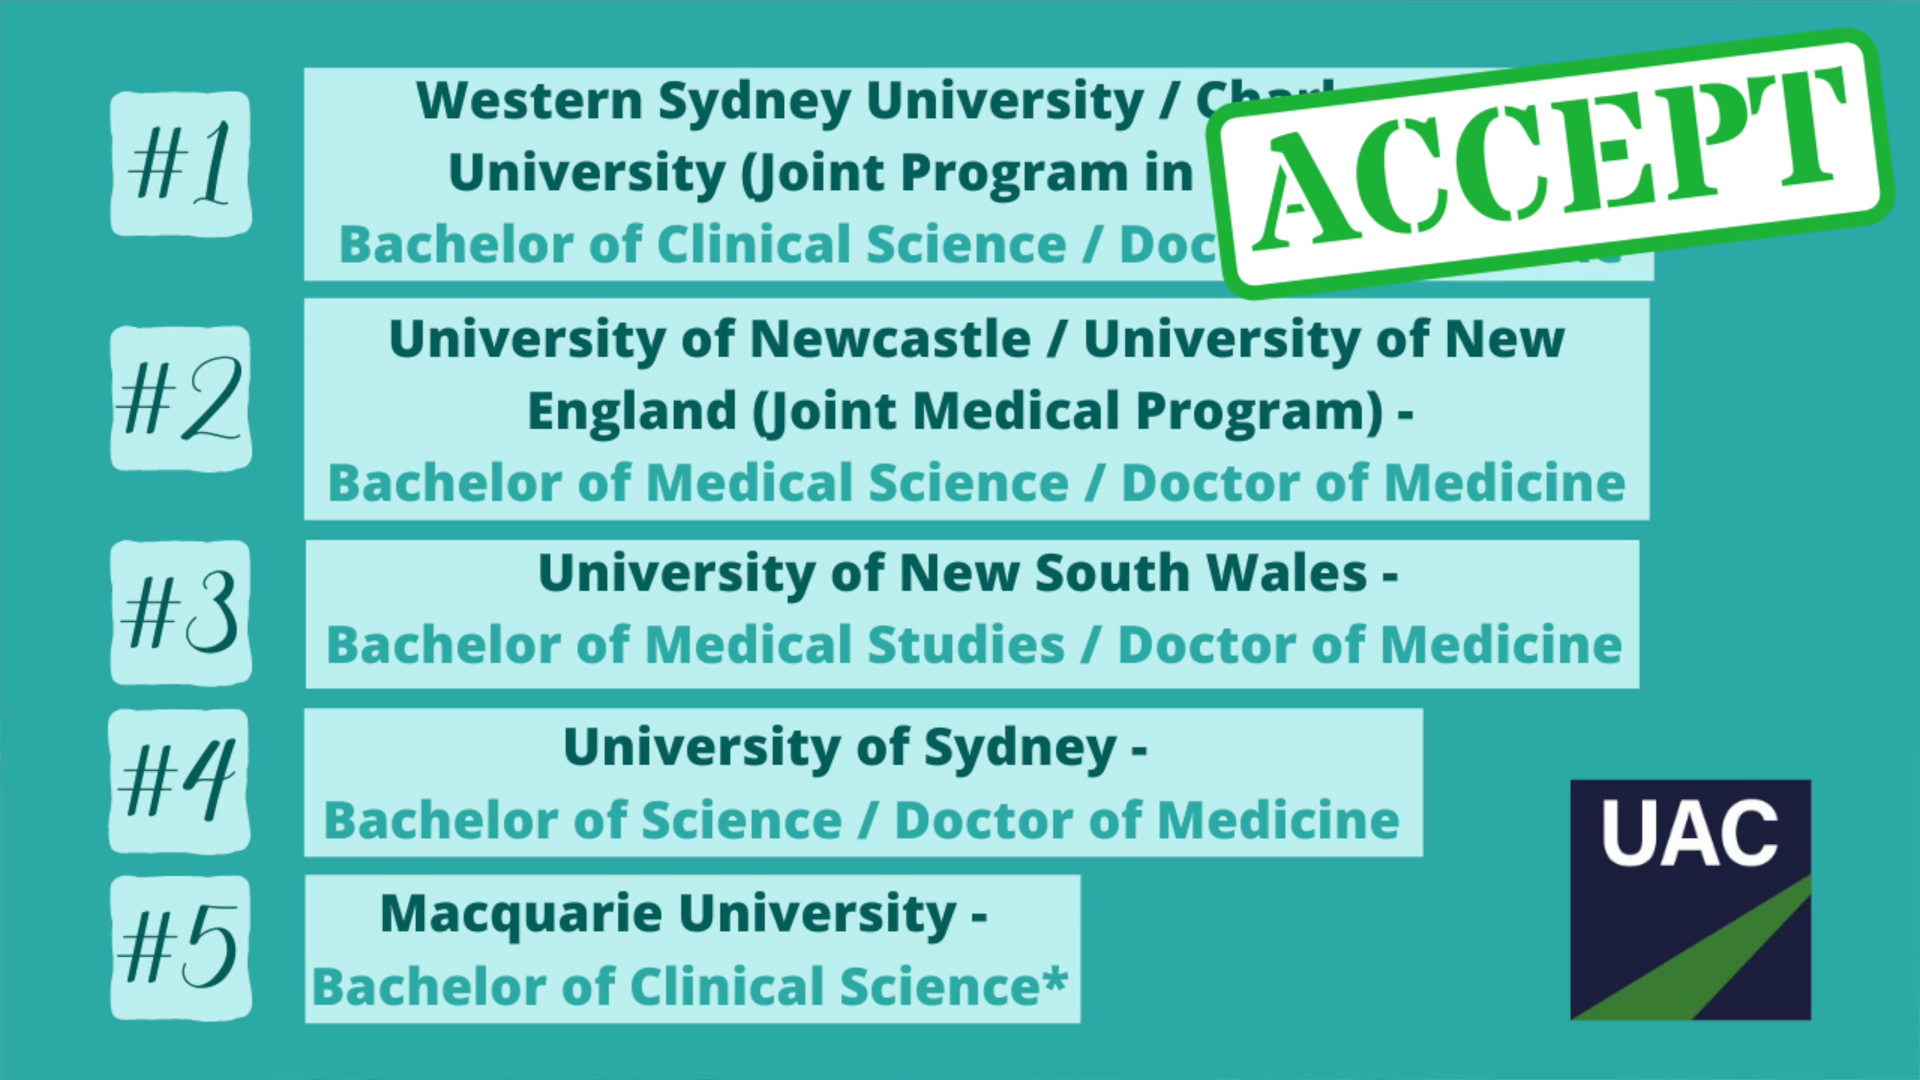 #1
Western Sydney University /
University (Joint Program in
Bachelor of Clinical Science /
ACCEPT
#2
University of Newcastle / University of New
England (Joint Medical Program) -
Bachelor of Medical Science / Doctor of Medicine
#3
University of New South Wales -
Bachelor of Medical Studies / Doctor of Medicine
#4
University of Sydney -
Bachelor of Science / Doctor of Medicine
#5
Macquarie University -
Bachelor of Clinical Science*
UAC